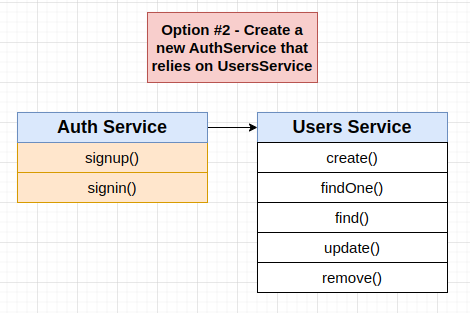 Option #2 - Create a
new AuthService that
relies on UsersService
Auth Service
signup()
signin()
Users Service
create()
findOne()
find()
update()
remove()